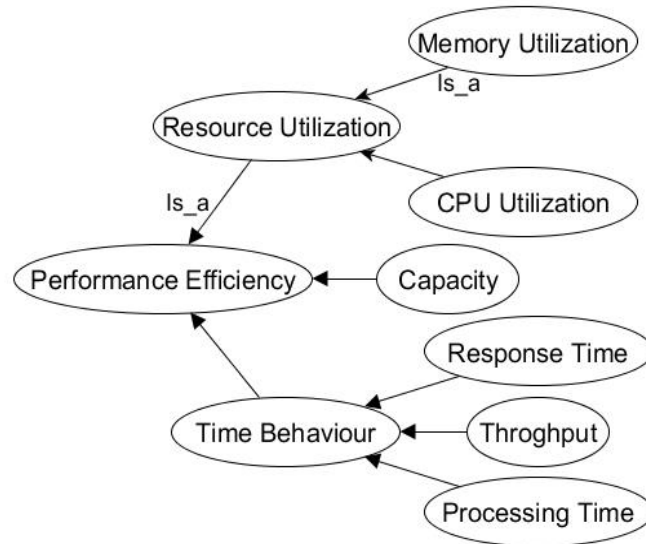 Memory Utilization
Is_a
Resource Utilization
CPU Utilization
Is_a
Performance Efficiency
Capacity
Response Time
Time Behaviour
Throghput
Processing Time